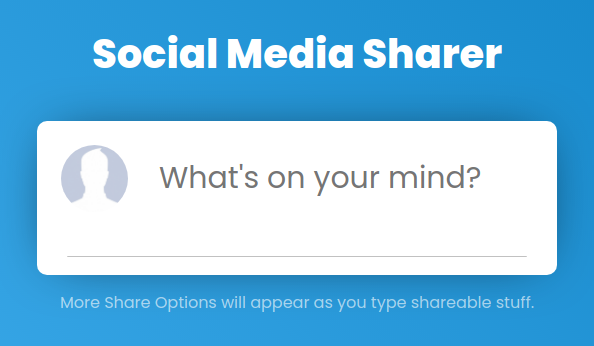 Social Media Sharer
What's on your mind?
More Share Options will appear as you type shareable stuff.